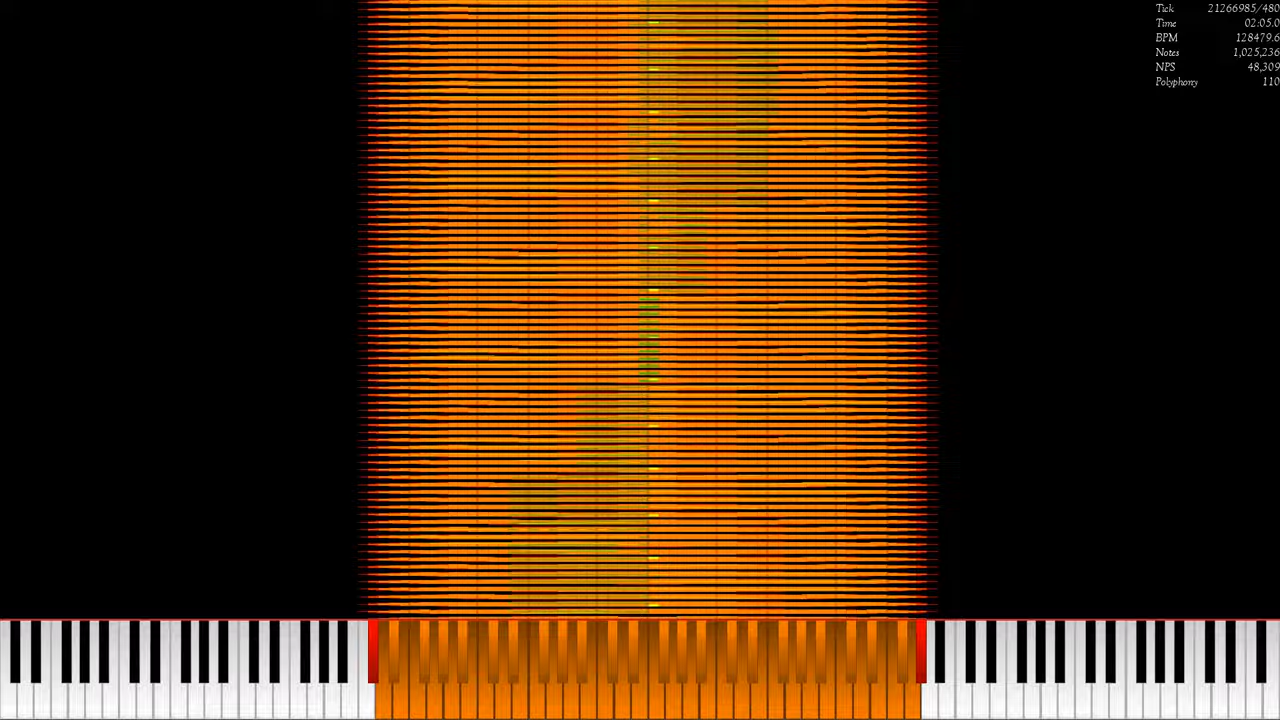 Tick 21266985/480
Time 02:05.0
BPM 128479.6
Notes 1,025,236
NPS 48,309
Polyphony 110